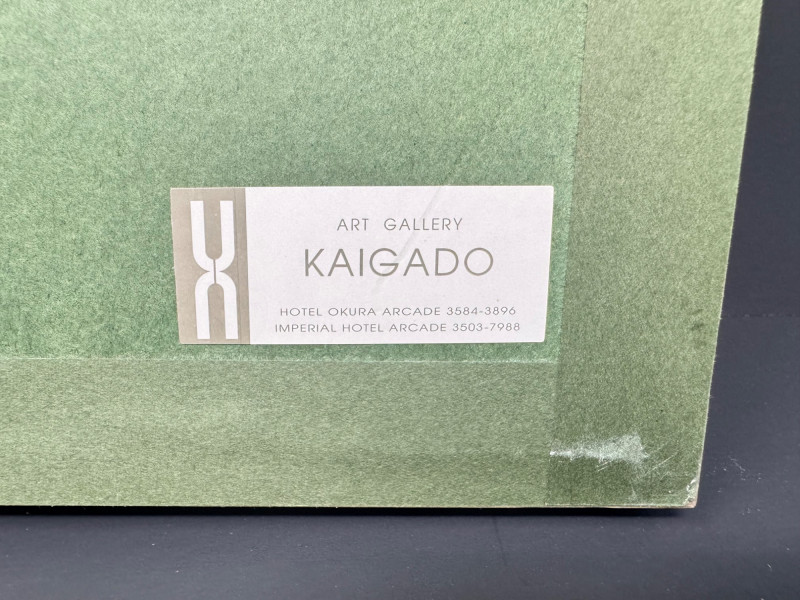 ART GALLERY
KAIGADO
HOTEL OKURA ARCADE 3584-3896
IMPERIAL HOTEL ARCADE 3503-7988